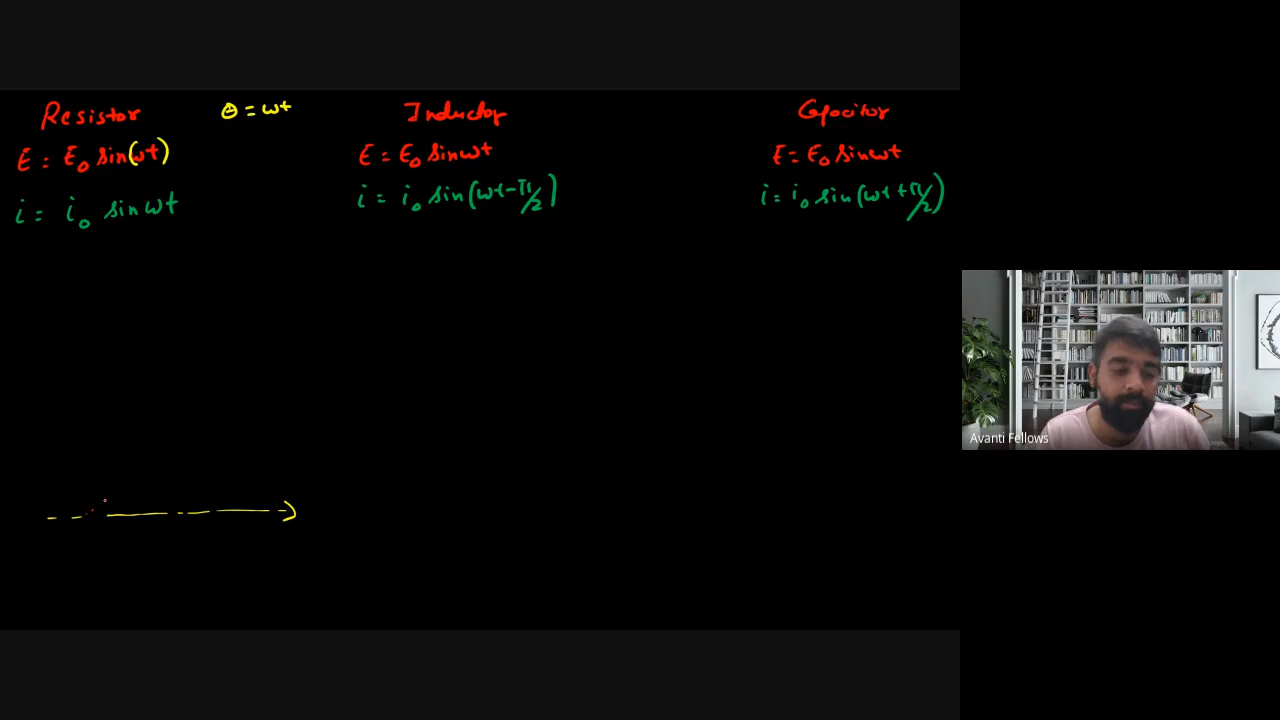 Resistor
θ = ωt
E = E₀ sin(ωt)
i = i₀ sinωt
Inductor
E = E₀ sinωt
i = i₀ sin(ωt-π/2)
Capacitor
E = E₀ sinωt
i = i₀ sin(ωt+π/2)
Avanti Fellows